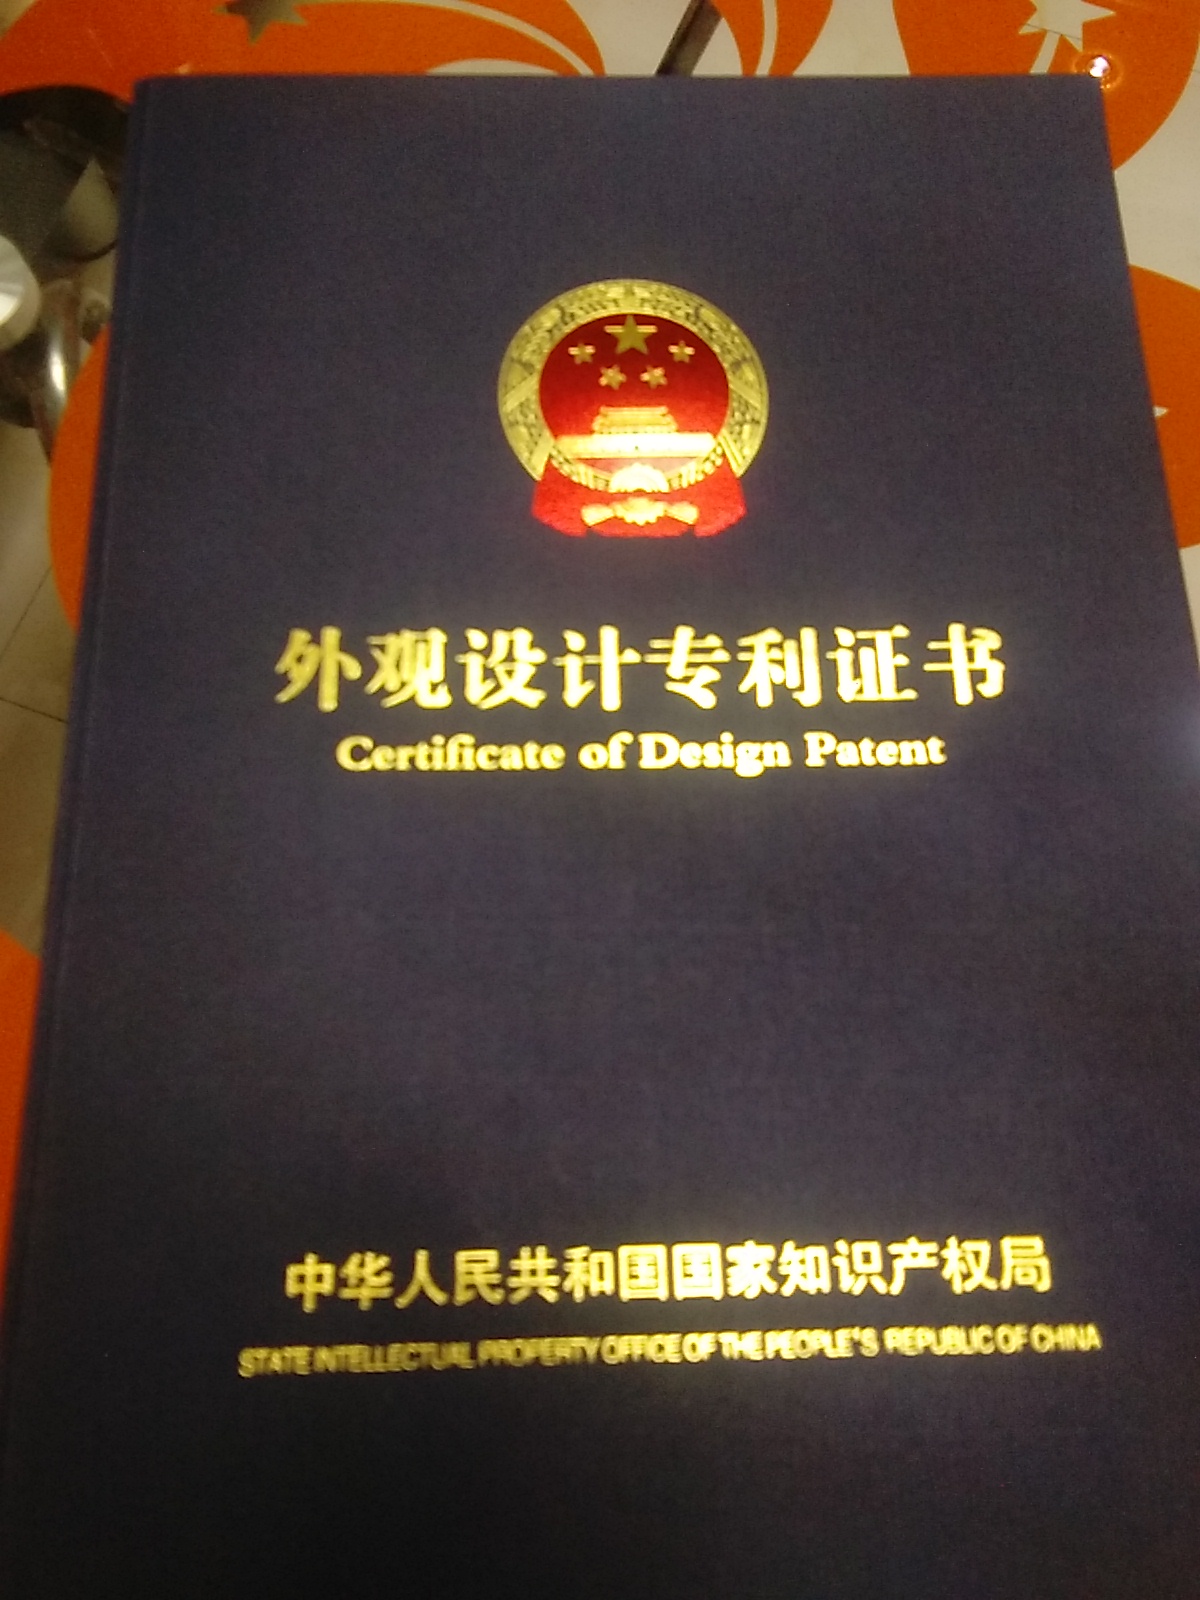 外观设计专利证书
Certificate of Design Patent
中华人民共和国国家知识产权局
STATE INTELLECTUAL PROPERTY OFFICE OF THE PEOPLE'S REPUBLIC OF CHINA